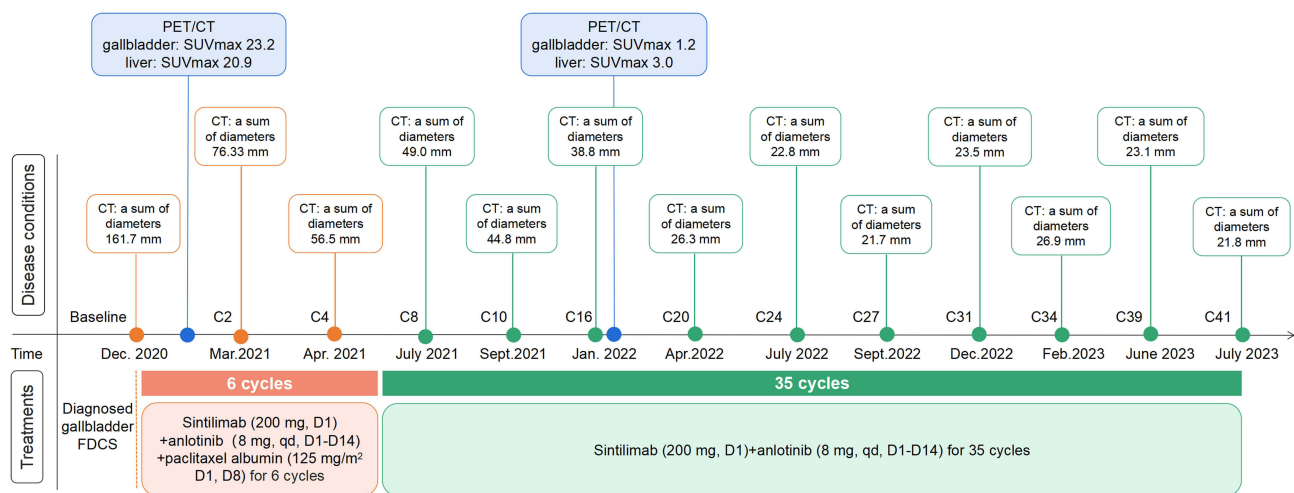 PET/CT
gallbladder: SUVmax 23.2
liver: SUVmax 20.9
PET/CT
gallbladder: SUVmax 1.2
liver: SUVmax 3.0
CT: a sum
of diameters
76.33 mm
CT: a sum of
diameters
49.0 mm
CT: a sum of
diameters
38.8 mm
CT: a sum of
diameters
22.8 mm
CT: a sum of
diameters
23.5 mm
CT: a sum of
diameters
23.1 mm
CT: a sum of
diameters
161.7 mm
CT: a sum of
diameters
56.5 mm
CT: a sum of
diameters
44.8 mm
CT: a sum of
diameters
26.3 mm
CT: a sum of
diameters
21.7 mm
CT: a sum of
diameters
26.9 mm
CT: a sum of
diameters
21.8 mm
Disease conditions
Baseline C2 C4 C8 C10 C16 C20 C24 C27 C31 C34 C39 C41
Time Dec. 2020 Mar.2021 Apr. 2021 July 2021 Sept.2021 Jan. 2022 Apr.2022 July 2022 Sept.2022 Dec.2022 Feb.2023 June 2023 July 2023
Treatments
6 cycles
35 cycles
Diagnosed
gallbladder
FDCS
Sintilimab (200 mg, D1)
+anlotinib (8 mg, qd, D1-D14)
+paclitaxel albumin (125 mg/m²
D1, D8) for 6 cycles
Sintilimab (200 mg, D1)+anlotinib (8 mg, qd, D1-D14) for 35 cycles